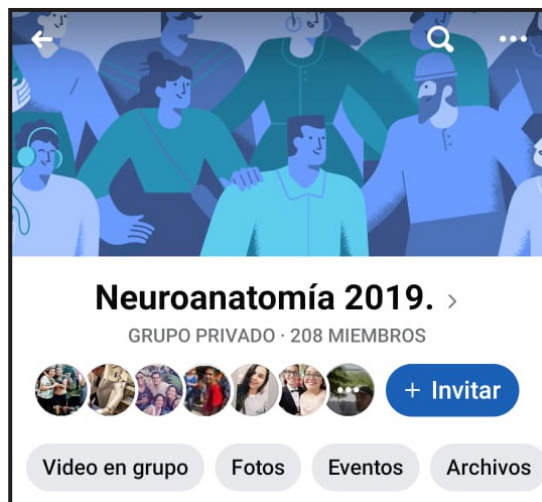 Neuroanatomía 2019.
GRUPO PRIVADO · 208 MIEMBROS
+ Invitar
Video en grupo Fotos Eventos Archivos